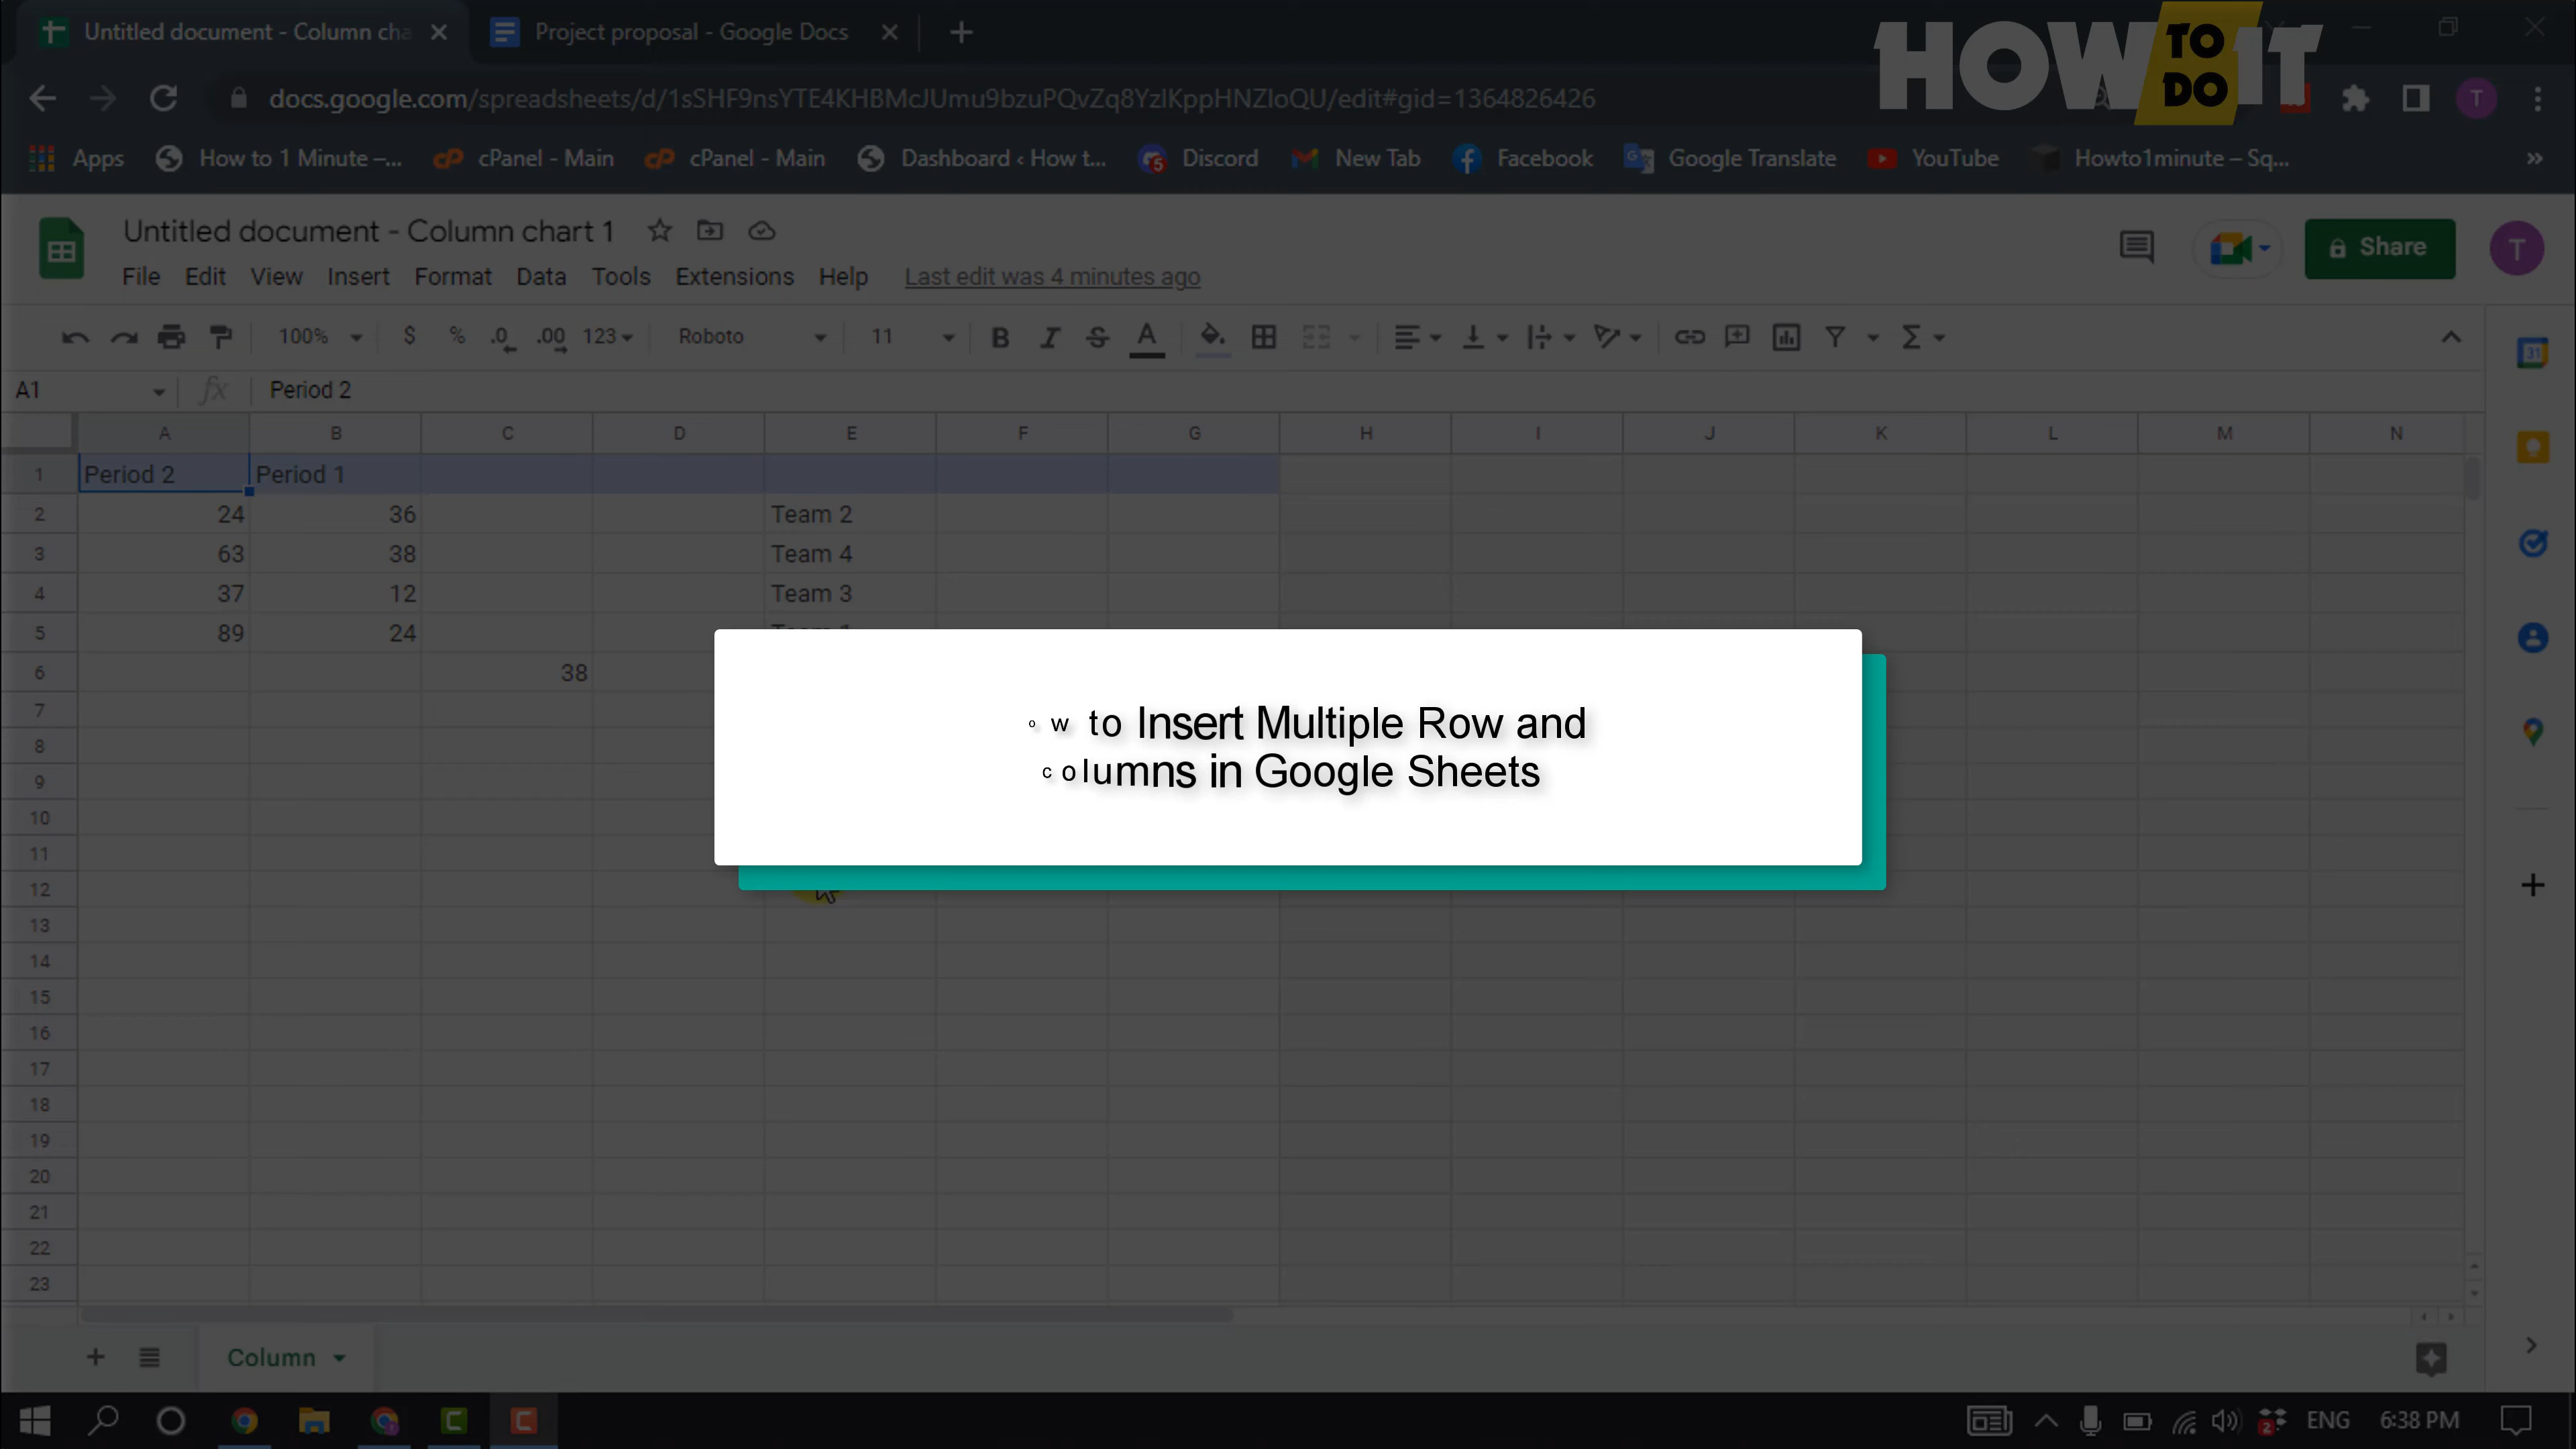 Untitled document - Column cha
Project proposal - Google Docs
HOW TO DO IT
docs.google.com/spreadsheets/d/1sSHF9nsYTE4KHBMcJUmu9bzuPQvZq8YzlKppHNZIoQU/edit#gid=1364826426
T
Apps
How to 1 Minute –...
cPanel - Main
cPanel - Main
Dashboard ‹ How t...
5
Discord
New Tab
Facebook
Google Translate
YouTube
Howto1minute – Sq...
Untitled document - Column chart 1
Share
T
File Edit View Insert Format Data Tools Extensions Help Last edit was 4 minutes ago
100% $ % .0 .00 123 Roboto 11 B I S A Σ
31
A1 fx Period 2
A B C D E F G H I J K L M N
1 Period 2 Period 1
2 24 36 Team 2
3 63 38 Team 4
4 37 12 Team 3
5 89 24
6 38
ow to Insert Multiple Row and
columns in Google Sheets
7
8
9
10
11
12
13
14
15
16
17
18
19
20
21
22
23
Column
2 ENG 6:38 PM